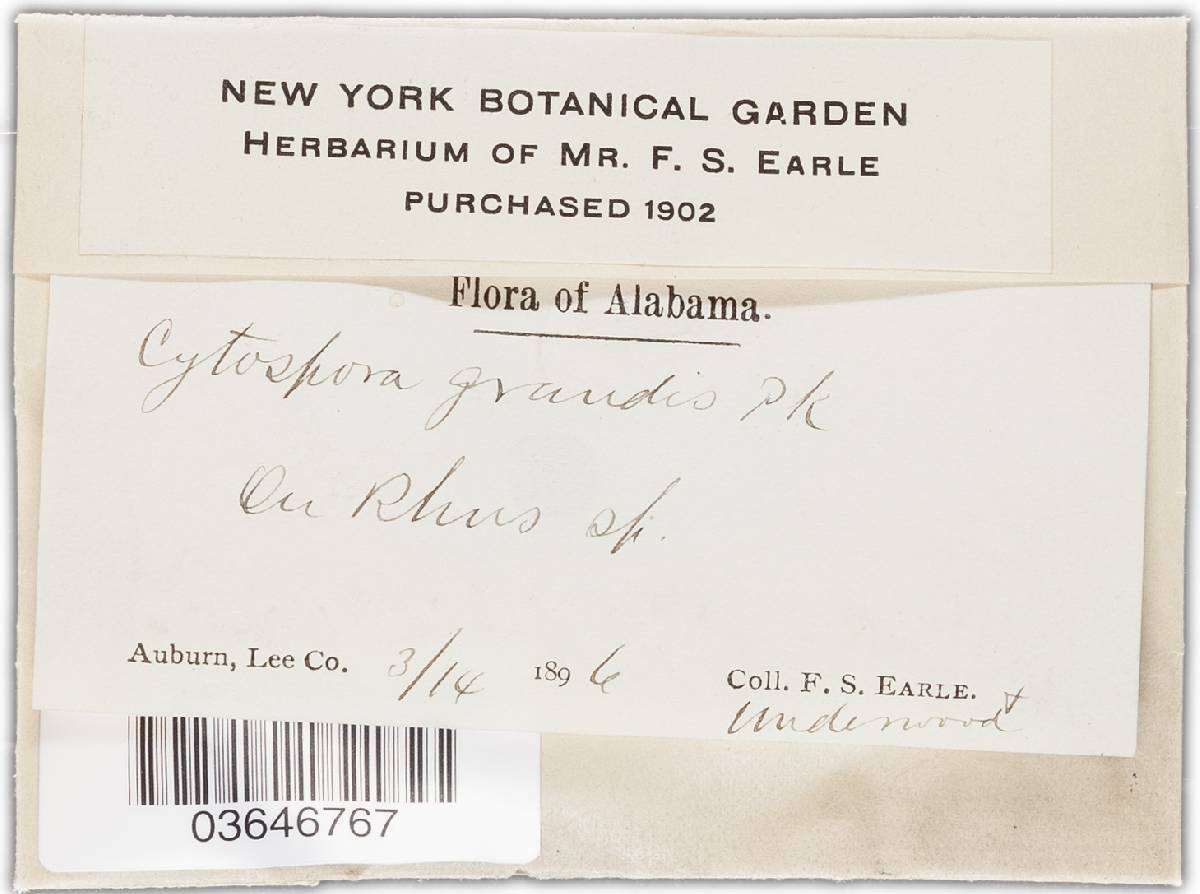 NEW YORK BOTANICAL GARDEN
HERBARIUM OF MR. F. S. EARLE
PURCHASED 1902
Flora of Alabama.
Cytospora grandis Pk
On Rhus sp.
Auburn, Lee Co. 3/14 1896 Coll. F. S. EARLE. &
Underwood
03646767